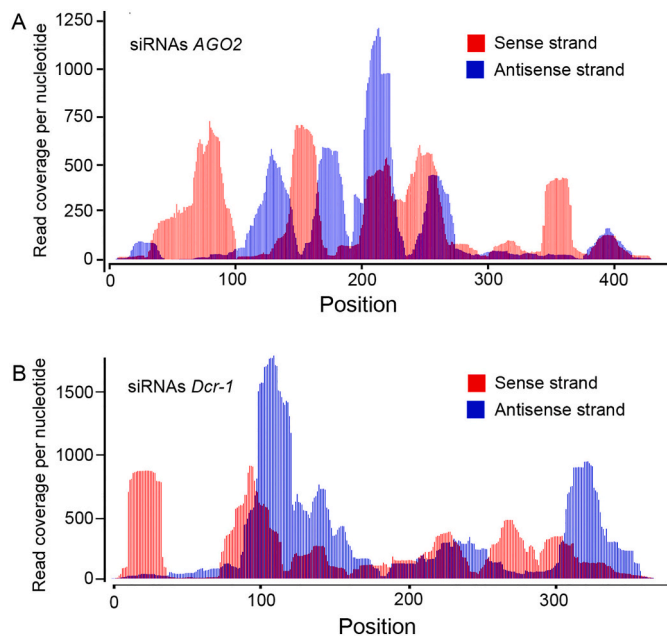 A
siRNAs AGO2
Sense strand
Antisense strand
Read coverage per nucleotide
1250
1000
750
500
250
0
0
100
200
300
400
Position
B
siRNAs Dcr-1
Sense strand
Antisense strand
Read coverage per nucleotide
1500
1000
500
0
0
100
200
300
Position